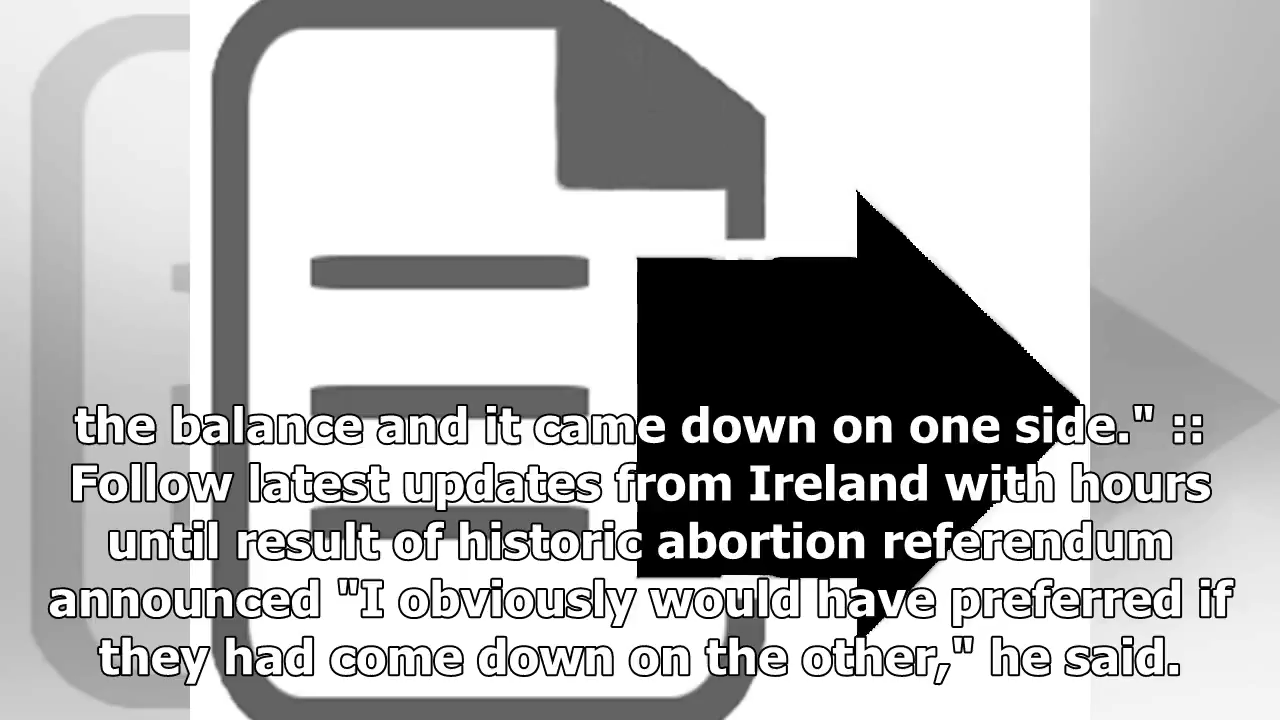 the balance and it came down on one side." ::
Follow latest updates from Ireland with hours
until result of historic abortion referendum
announced "I obviously would have preferred if
they had come down on the other," he said.